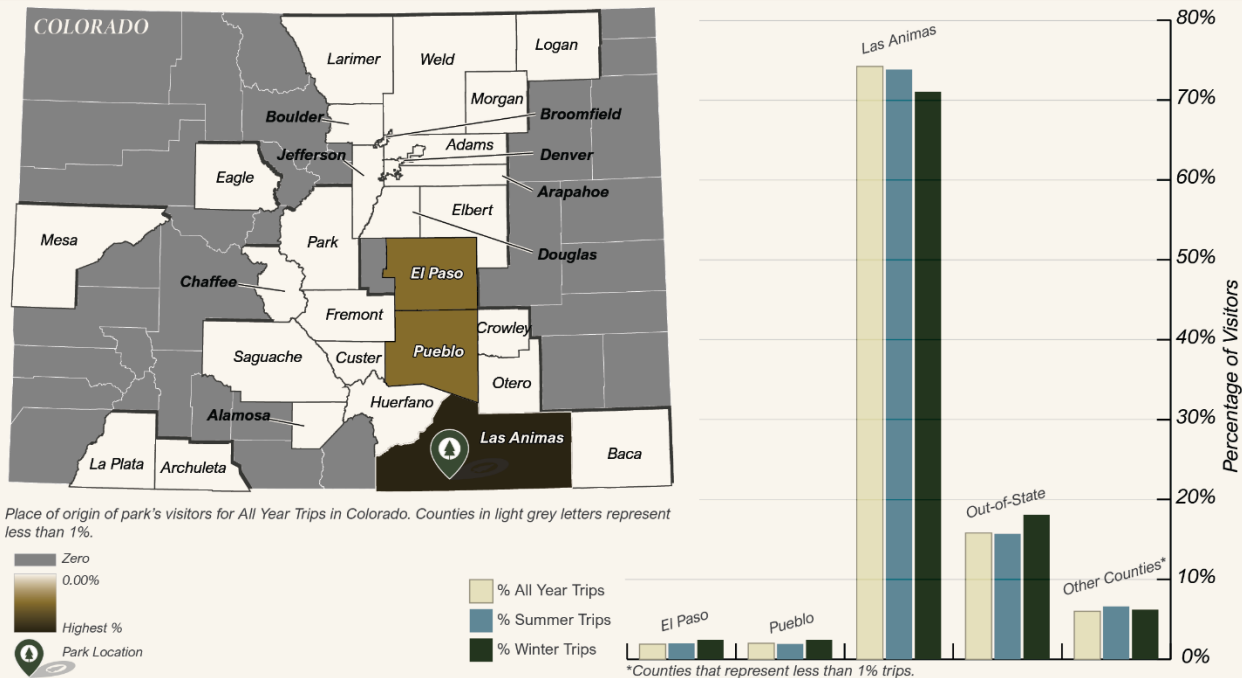 COLORADO
Larimer
Weld
Logan
Morgan
Boulder
Broomfield
Jefferson
Adams
Denver
Eagle
Arapahoe
Elbert
Mesa
Park
Douglas
El Paso
Chaffee
Fremont
Crowley
Pueblo
Saguache
Custer
Otero
Huerfano
Alamosa
Las Animas
La Plata
Archuleta
Baca
Place of origin of park's visitors for All Year Trips in Colorado. Counties in light grey letters represent
less than 1%.
Zero
0.00%
Highest %
Park Location
% All Year Trips
% Summer Trips
% Winter Trips
El Paso
Pueblo
Las Animas
Out-of-State
Other Counties*
80%
70%
60%
50%
40%
30%
20%
10%
0%
Percentage of Visitors
*Counties that represent less than 1% trips.